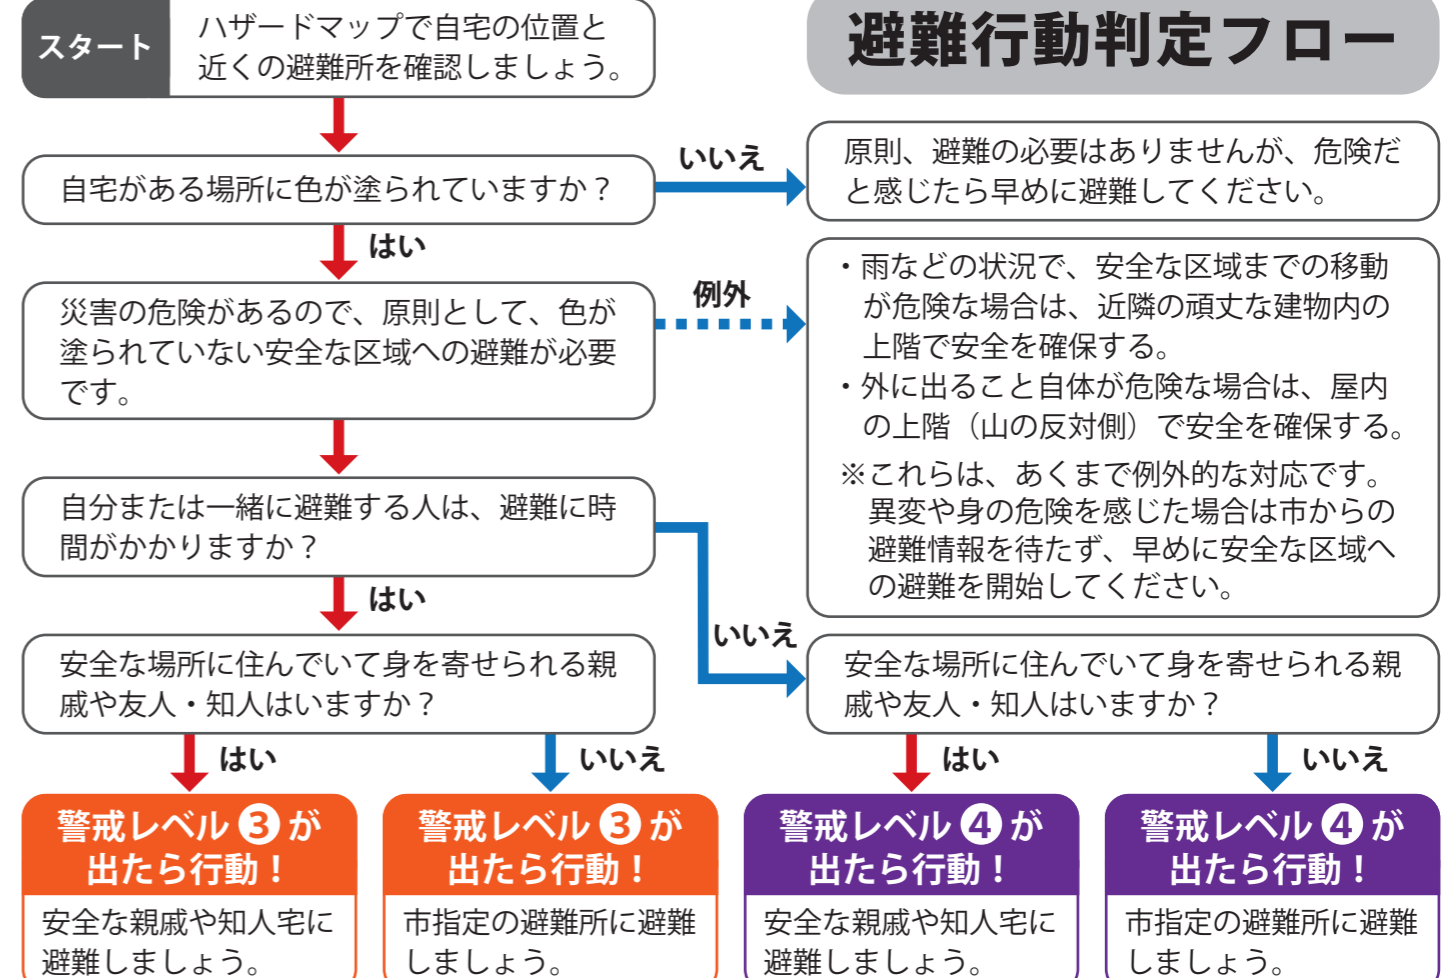 避難行動判定フロー
スタート
ハザードマップで自宅の位置と
近くの避難所を確認しましょう。
自宅がある場所に色が塗られていますか？
いいえ
原則、避難の必要はありませんが、危険だ
と感じたら早めに避難してください。
はい
災害の危険があるので、原則として、色が
塗られていない安全な区域への避難が必要
です。
例外
・雨などの状況で、安全な区域までの移動
が危険な場合は、近隣の頑丈な建物内の
上階で安全を確保する。
・外に出ること自体が危険な場合は、屋内
の上階（山の反対側）で安全を確保する。
※これらは、あくまで例外的な対応です。
異変や身の危険を感じた場合は市からの
避難情報を待たず、早めに安全な区域へ
の避難を開始してください。
自分または一緒に避難する人は、避難に時
間がかかりますか？
はい
いいえ
安全な場所に住んでいて身を寄せられる親
戚や友人・知人はいますか？
安全な場所に住んでいて身を寄せられる親
戚や友人・知人はいますか？
はい
いいえ
はい
いいえ
警戒レベル3が
出たら行動！
安全な親戚や知人宅に
避難しましょう。
警戒レベル3が
出たら行動！
市指定の避難所に避難
しましょう。
警戒レベル4が
出たら行動！
安全な親戚や知人宅に
避難しましょう。
警戒レベル4が
出たら行動！
市指定の避難所に避難
しましょう。